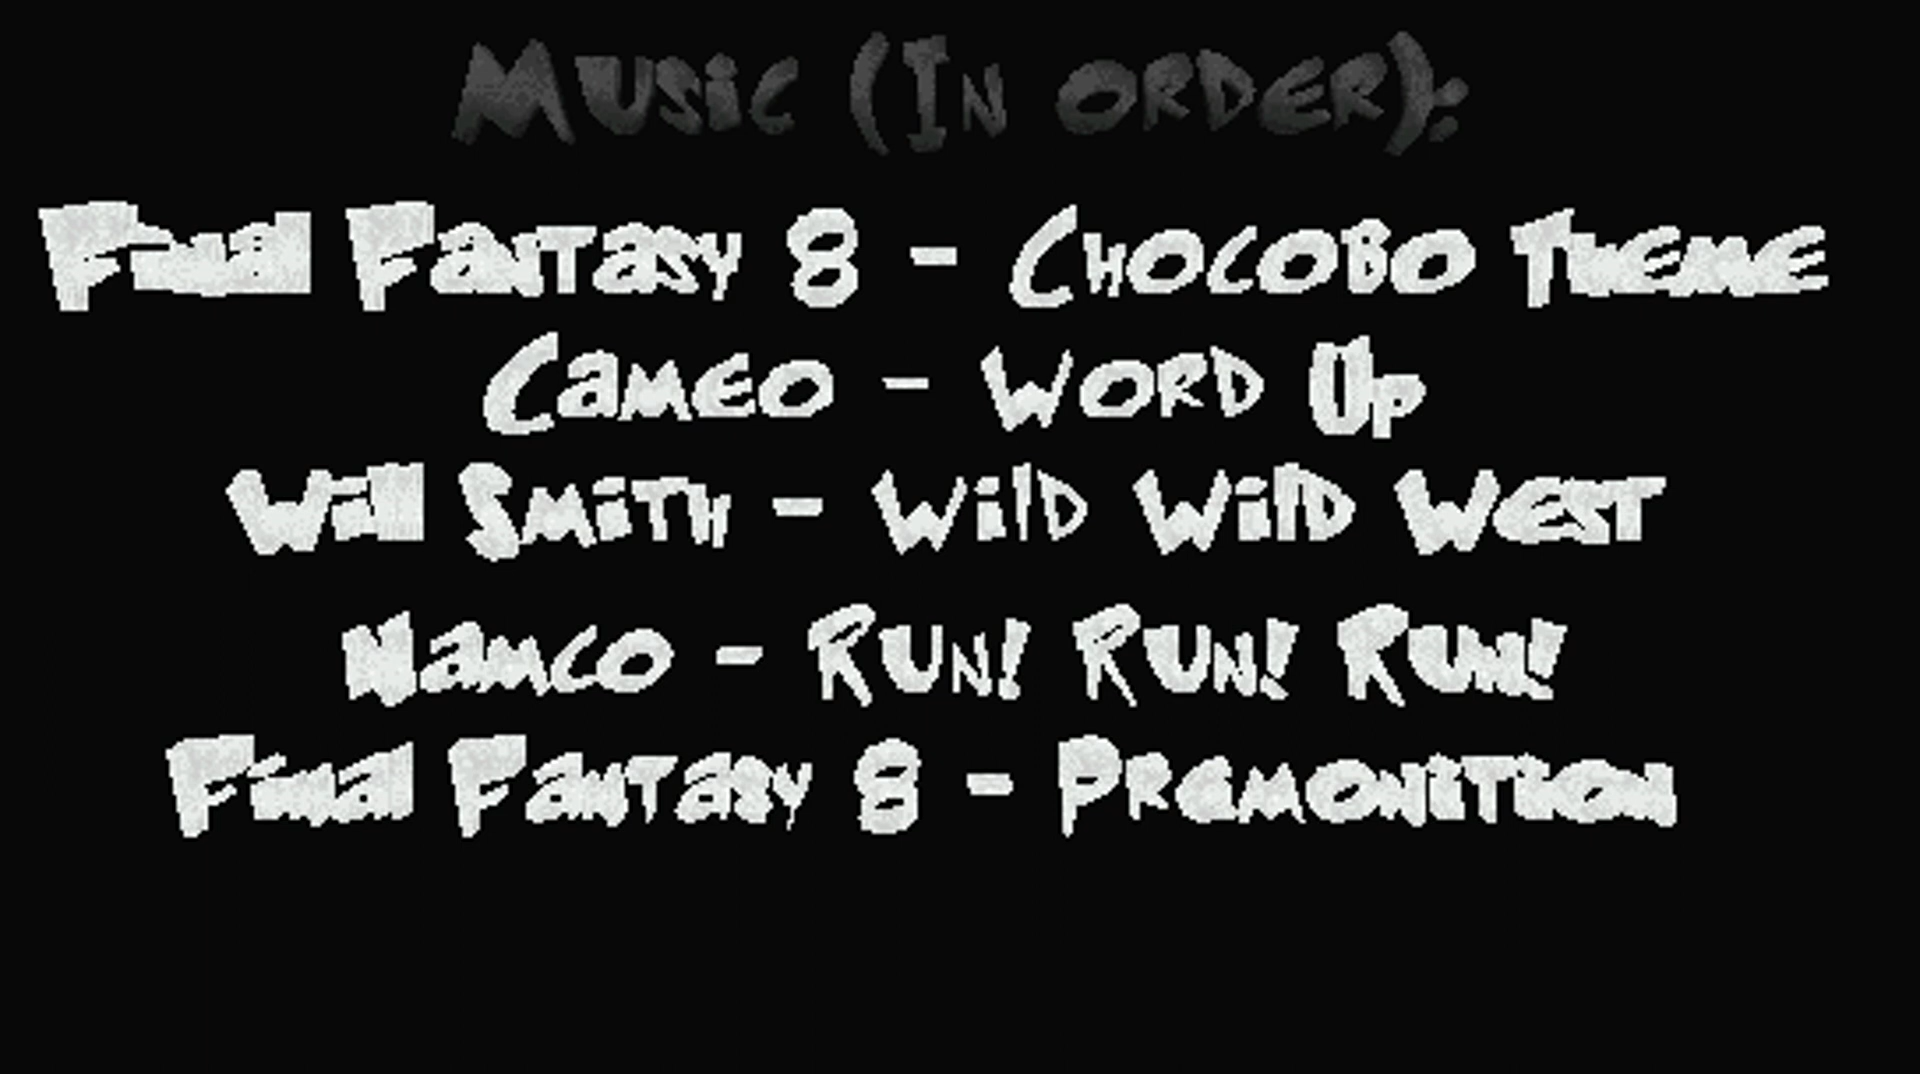 Music (In order):
Final Fantasy 8 - Chocobo Theme
Cameo - Word Up
Will Smith - Wild Wild West
Namco - Run! Run! Run!
Final Fantasy 8 - Premonition